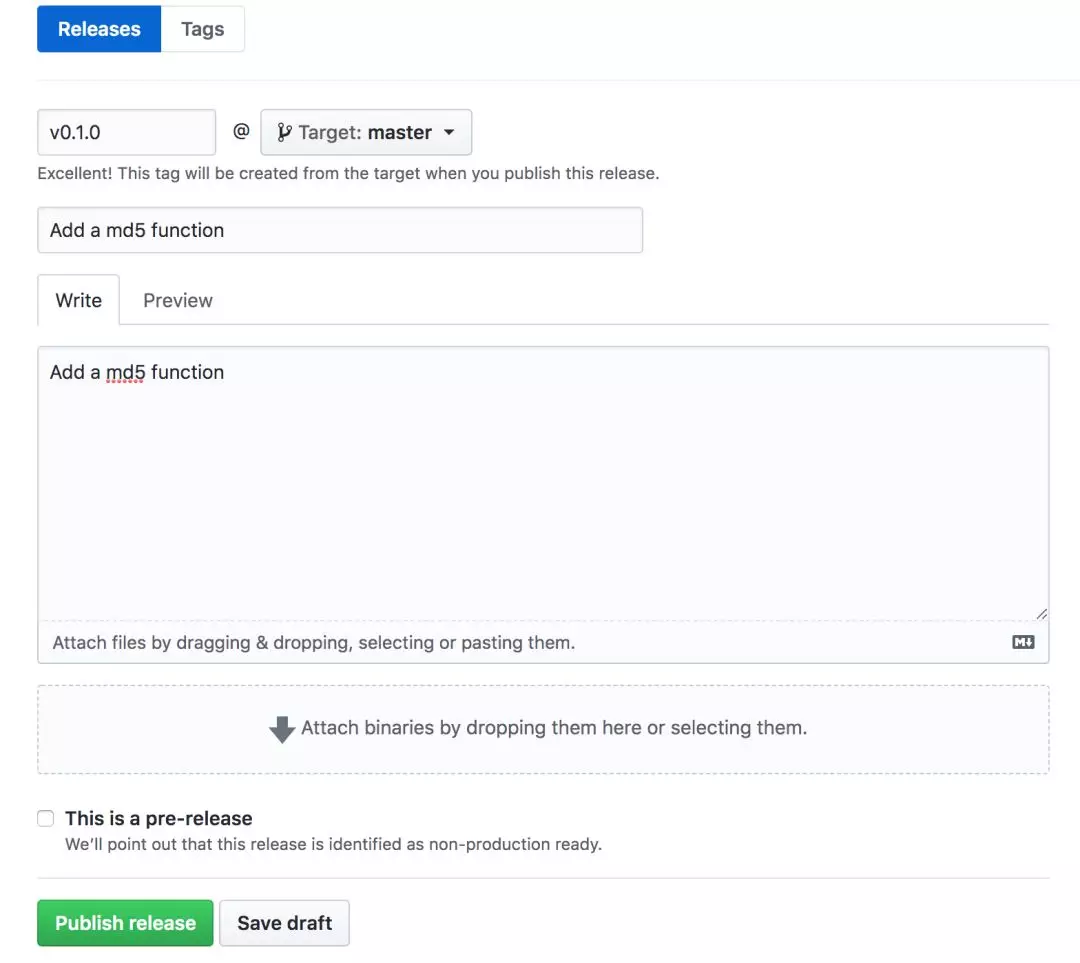 Releases Tags
v0.1.0 @ Target: master
Excellent! This tag will be created from the target when you publish this release.
Add a md5 function
Write Preview
Add a md5 function
Attach files by dragging & dropping, selecting or pasting them.
M
Attach binaries by dropping them here or selecting them.
This is a pre-release
We’ll point out that this release is identified as non-production ready.
Publish release Save draft